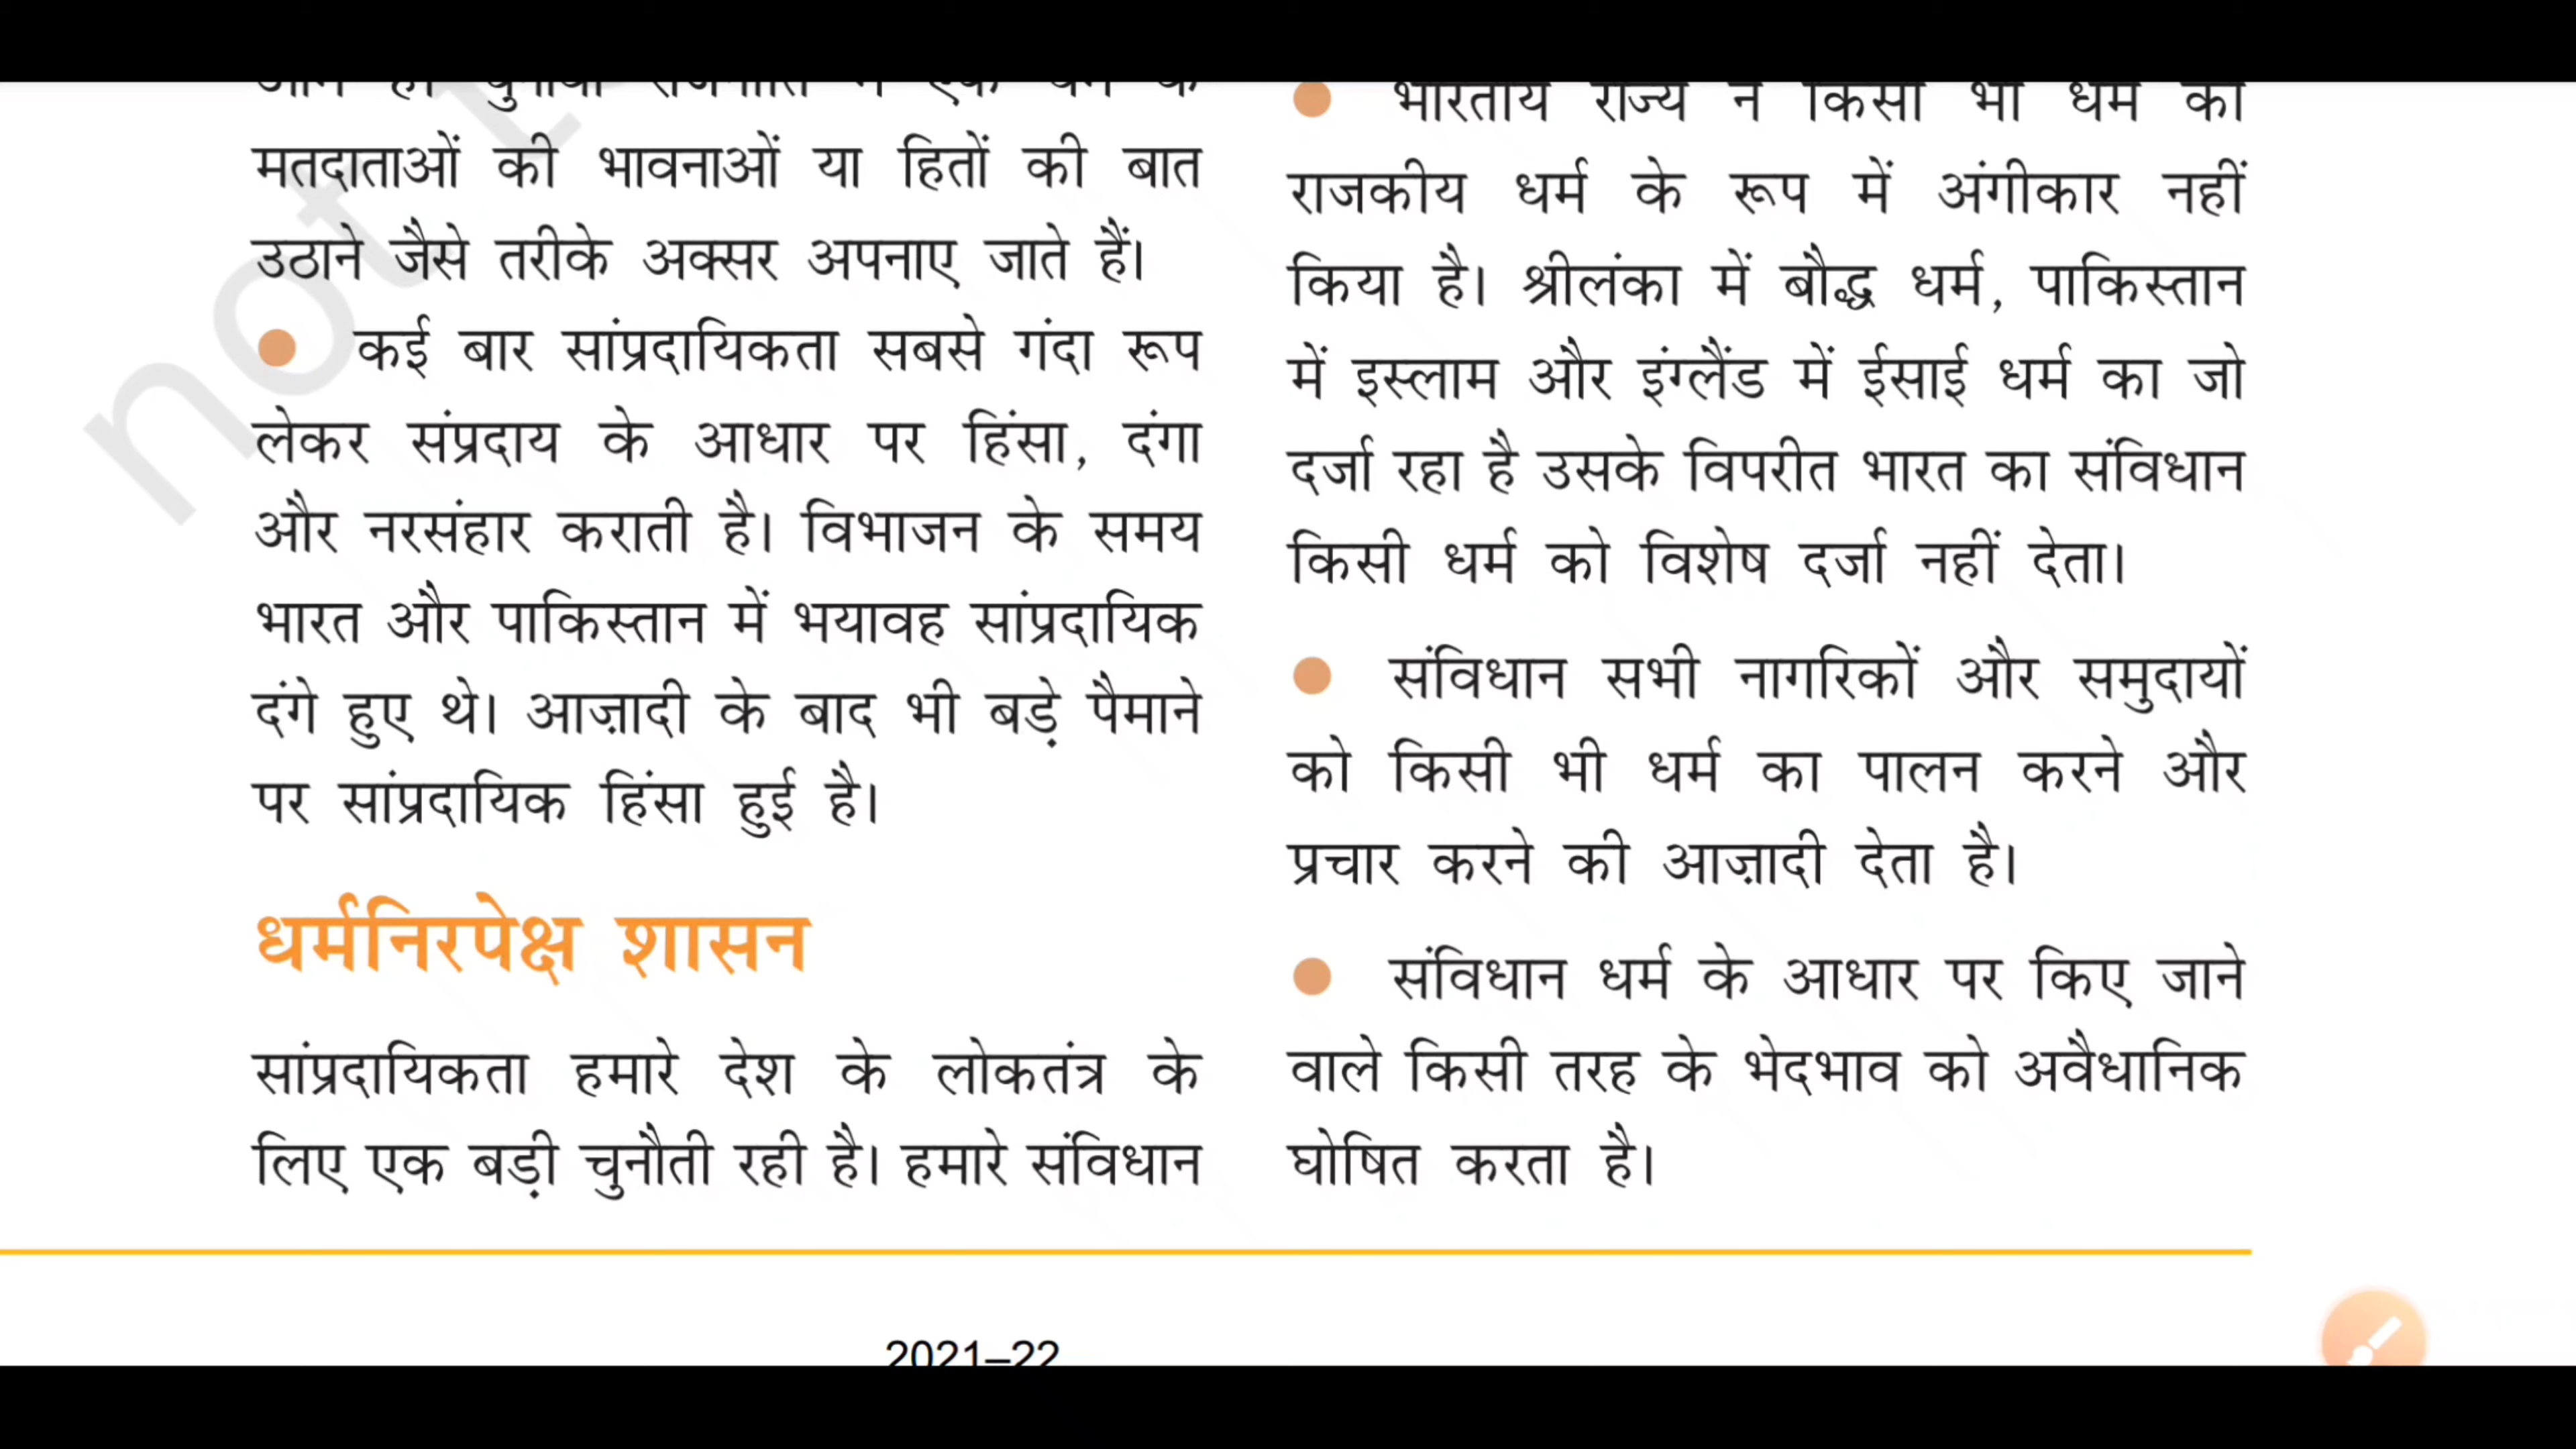 मतदाताओं की भावनाओं या हितों की बात
उठाने जैसे तरीके अक्सर अपनाए जाते हैं।
● कई बार सांप्रदायिकता सबसे गंदा रूप
लेकर संप्रदाय के आधार पर हिंसा, दंगा
और नरसंहार कराती है। विभाजन के समय
भारत और पाकिस्तान में भयावह सांप्रदायिक
दंगे हुए थे। आज़ादी के बाद भी बड़े पैमाने
पर सांप्रदायिक हिंसा हुई है।
धर्मनिरपेक्ष शासन
सांप्रदायिकता हमारे देश के लोकतंत्र के
लिए एक बड़ी चुनौती रही है। हमारे संविधान
● भारतीय राज्य ने किसी भी धर्म को
राजकीय धर्म के रूप में अंगीकार नहीं
किया है। श्रीलंका में बौद्ध धर्म, पाकिस्तान
में इस्लाम और इंग्लैंड में ईसाई धर्म का जो
दर्जा रहा है उसके विपरीत भारत का संविधान
किसी धर्म को विशेष दर्जा नहीं देता।
● संविधान सभी नागरिकों और समुदायों
को किसी भी धर्म का पालन करने और
प्रचार करने की आज़ादी देता है।
● संविधान धर्म के आधार पर किए जाने
वाले किसी तरह के भेदभाव को अवैधानिक
घोषित करता है।
2021–22
not